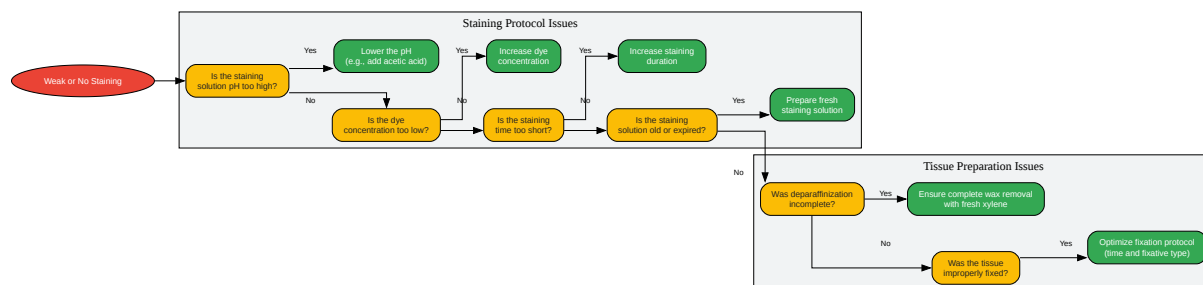 Staining Protocol Issues
Weak or No Staining
Is the staining
solution pH too high?
Yes
Lower the pH
(e.g., add acetic acid)
No
Is the dye
concentration too low?
Yes
Increase dye
concentration
No
Is the staining
time too short?
Yes
Increase staining
duration
No
Is the staining
solution old or expired?
Yes
Prepare fresh
staining solution
No
Tissue Preparation Issues
Was deparaffinization
incomplete?
Yes
Ensure complete wax removal
with fresh xylene
No
Was the tissue
improperly fixed?
Yes
Optimize fixation protocol
(time and fixative type)